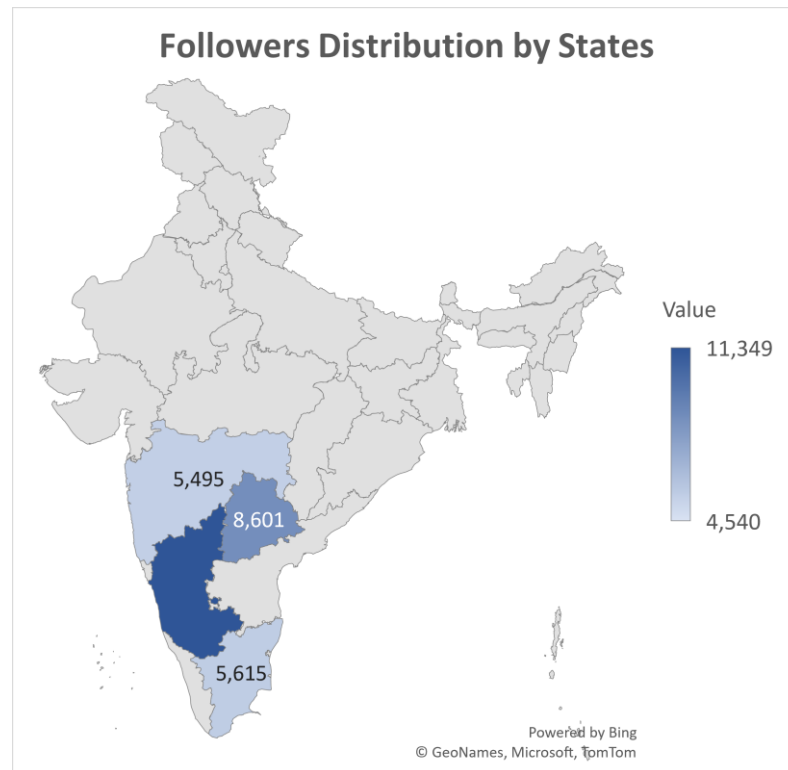 Followers Distribution by States
Value
11,349
5,495
8,601
4,540
5,615
Powered by Bing
© GeoNames, Microsoft, TomTom